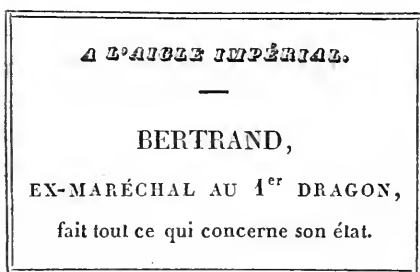 A L'AIGLE IMPÉRIAL.
BERTRAND,
EX-MARÉCHAL AU 1er DRAGON,
fait tout ce qui concerne son état.